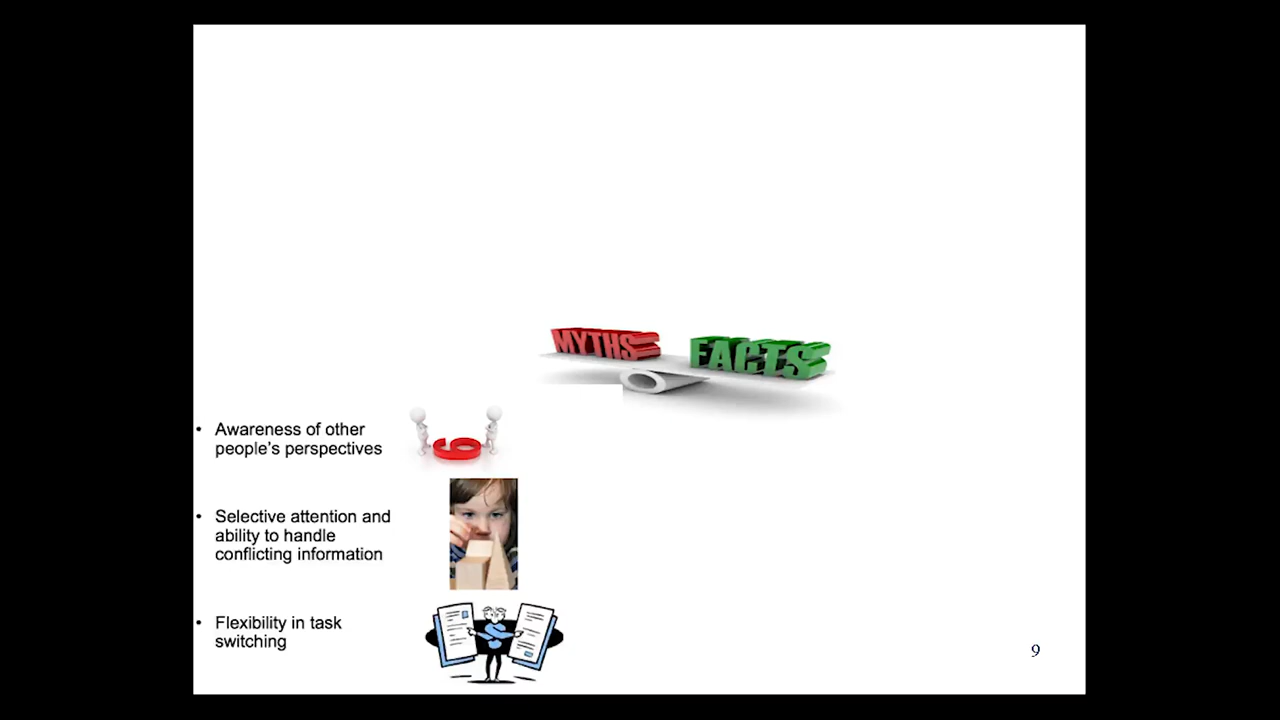 MYTHS
FACTS
• Awareness of other
people's perspectives
• Selective attention and
ability to handle
conflicting information
• Flexibility in task
switching
9